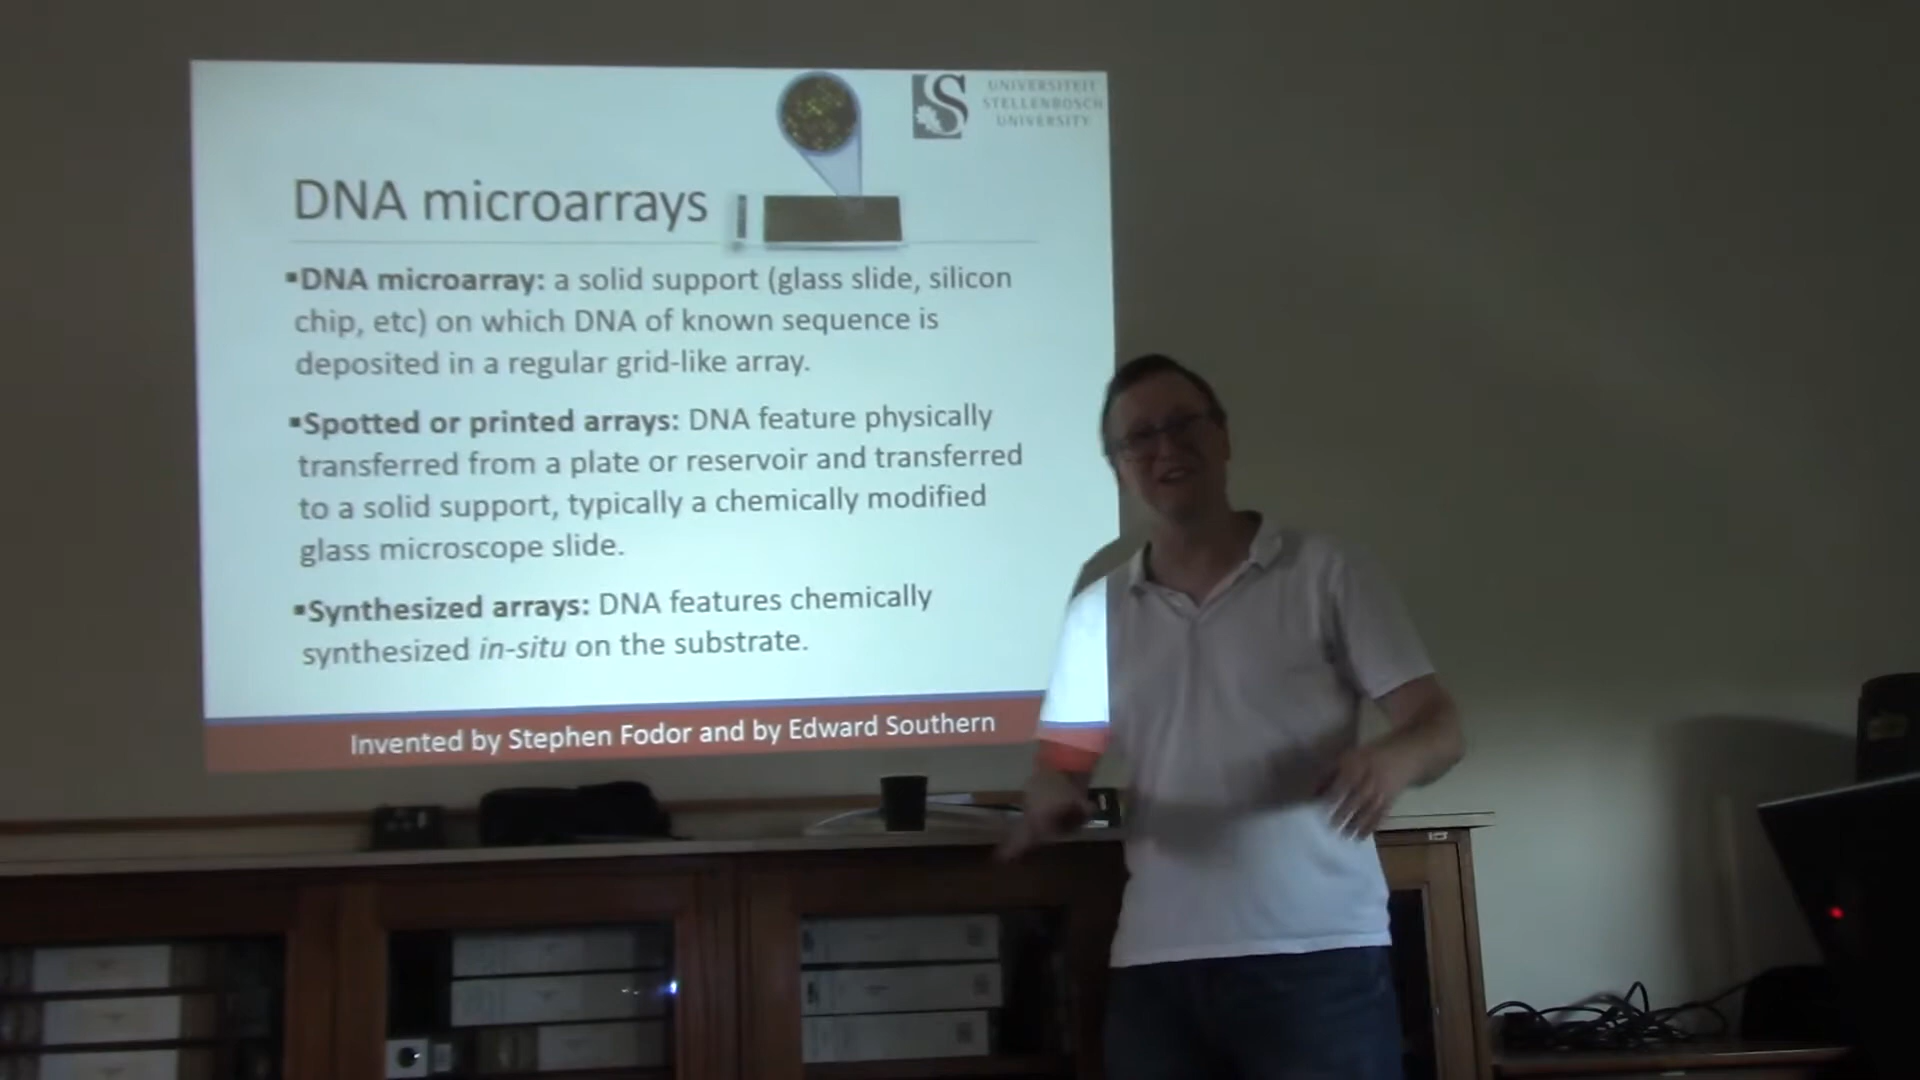 UNIVERSITEIT
STELLENBOSCH
UNIVERSITY
DNA microarrays
▪DNA microarray: a solid support (glass slide, silicon
chip, etc) on which DNA of known sequence is
deposited in a regular grid-like array.
▪Spotted or printed arrays: DNA feature physically
transferred from a plate or reservoir and transferred
to a solid support, typically a chemically modified
glass microscope slide.
▪Synthesized arrays: DNA features chemically
synthesized in-situ on the substrate.
Invented by Stephen Fodor and by Edward Southern